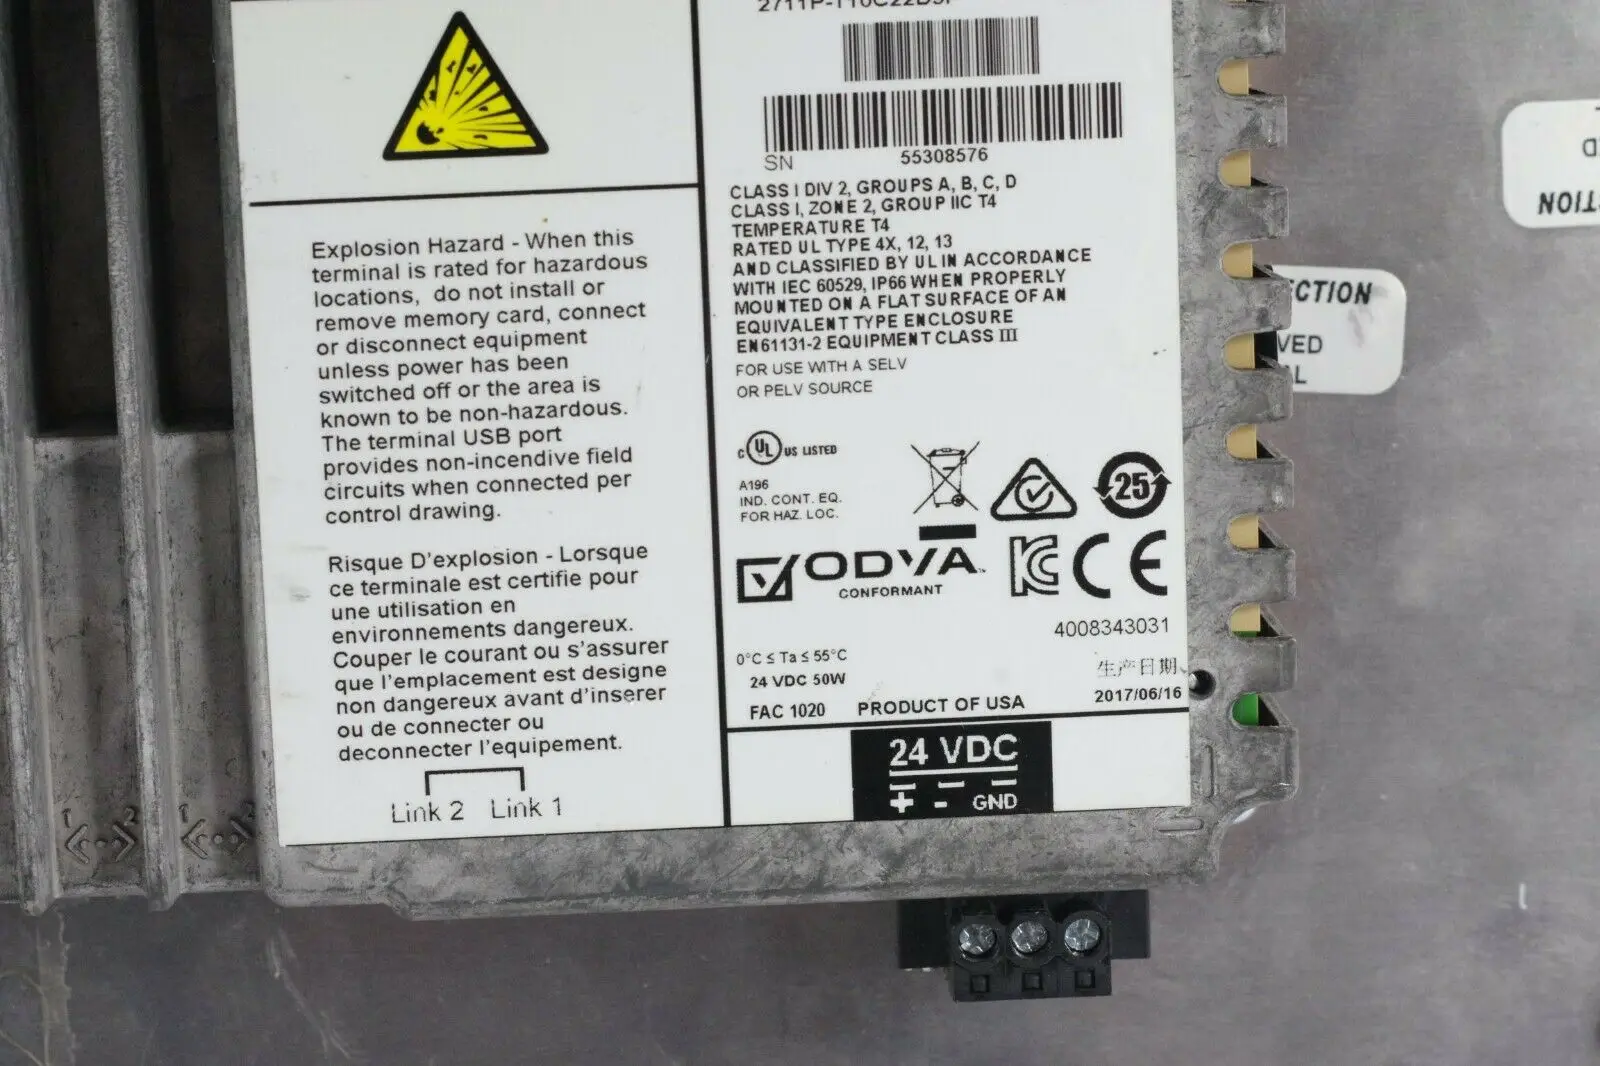 Explosion Hazard - When this
terminal is rated for hazardous
locations, do not install or
remove memory card, connect
or disconnect equipment
unless power has been
switched off or the area is
known to be non-hazardous.
The terminal USB port
provides non-incendive field
circuits when connected per
control drawing.
Risque D'explosion - Lorsque
ce terminale est certifie pour
une utilisation en
environnements dangereux.
Couper le courant ou s'assurer
que l'emplacement est designe
non dangereux avant d'inserer
ou de connecter ou
deconnecter l'equipement.
Link 2 Link 1
1 2 1 2
SN 55308576
CLASS I DIV 2, GROUPS A, B, C, D
CLASS I, ZONE 2, GROUP IIC T4
TEMPERATURE T4
RATED UL TYPE 4X, 12, 13
AND CLASSIFIED BY UL IN ACCORDANCE
WITH IEC 60529, IP66 WHEN PROPERLY
MOUNTED ON A FLAT SURFACE OF AN
EQUIVALENT TYPE ENCLOSURE
EN61131-2 EQUIPMENT CLASS III
FOR USE WITH A SELV
OR PELV SOURCE
c UL US LISTED
25
A196
IND. CONT. EQ.
FOR HAZ. LOC.
ODVA
CONFORMANT
KC CE
4008343031
0°C ≤ Ta ≤ 55°C
24 VDC 50W
生产日期
2017/06/16
FAC 1020 PRODUCT OF USA
24 VDC
+ - GND
ECTION
VED
AL
CTION